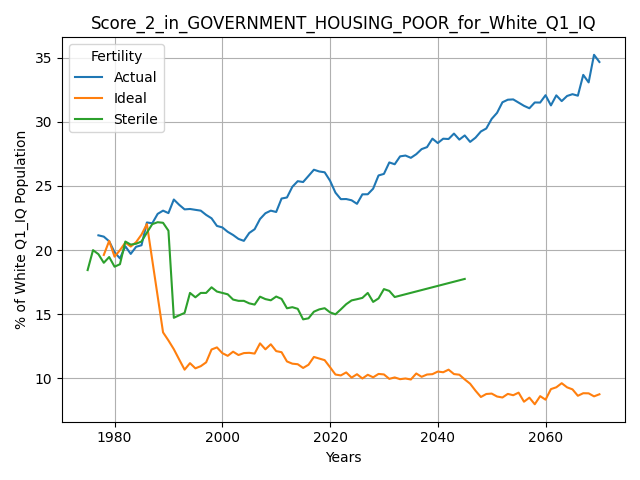 Score_2_in_GOVERNMENT_HOUSING_POOR_for_White_Q1_IQ
Fertility
Actual
Ideal
Sterile
% of White Q1_IQ Population
35
30
25
20
15
10
1980
2000
2020
2040
2060
Years